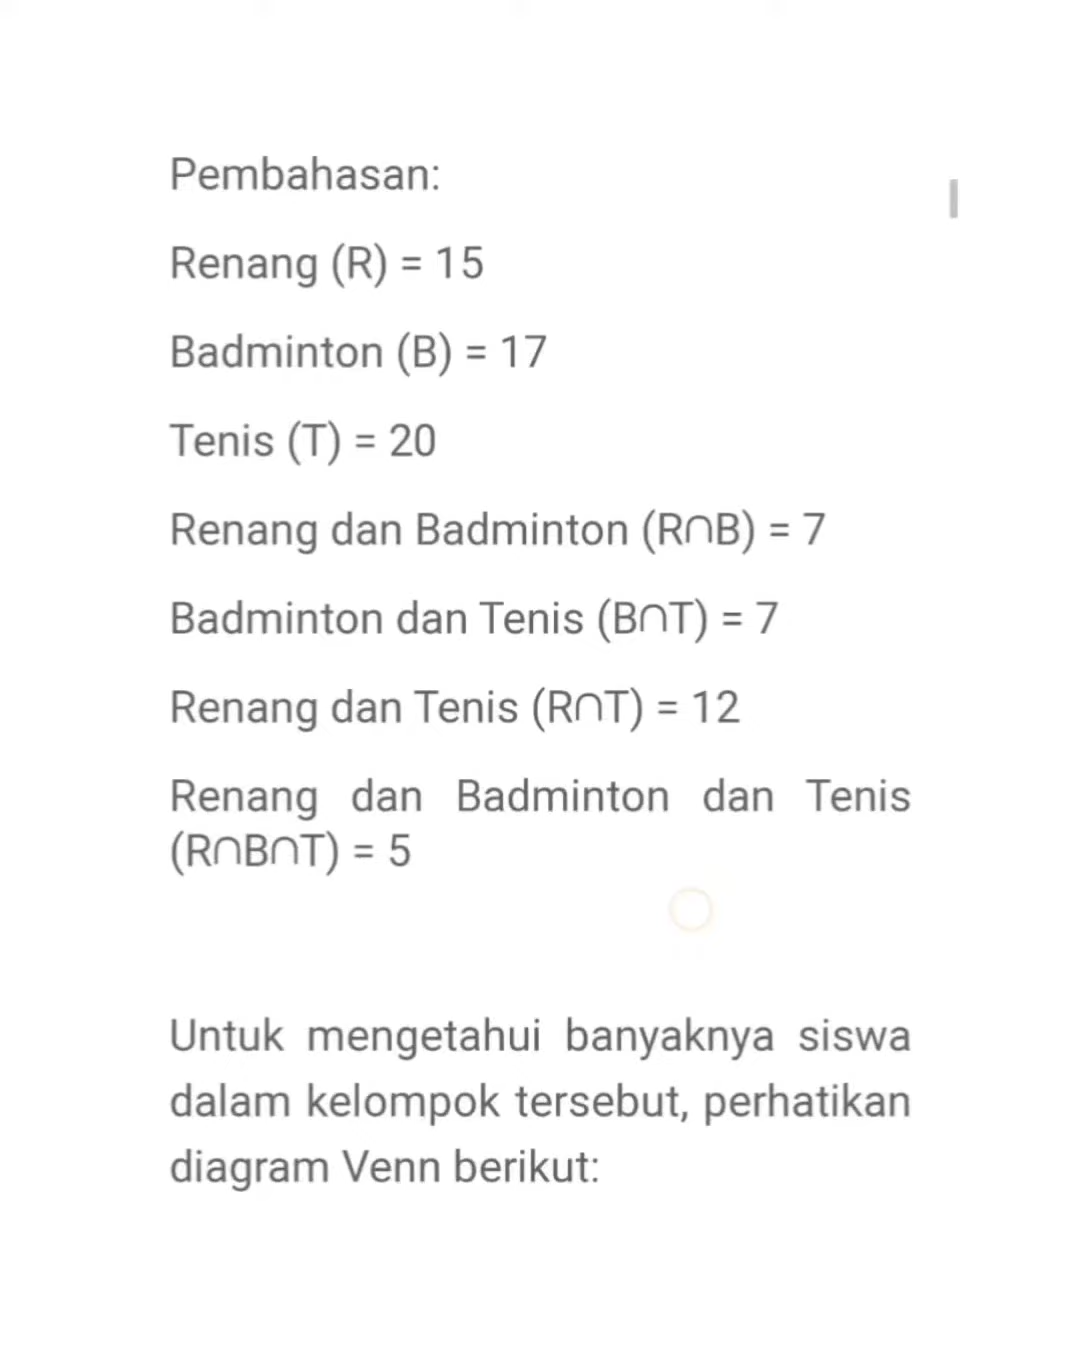 Pembahasan:
Renang (R) = 15
Badminton (B) = 17
Tenis (T) = 20
Renang dan Badminton (R∩B) = 7
Badminton dan Tenis (B∩T) = 7
Renang dan Tenis (R∩T) = 12
Renang dan Badminton dan Tenis
(R∩B∩T) = 5
Untuk mengetahui banyaknya siswa
dalam kelompok tersebut, perhatikan
diagram Venn berikut: